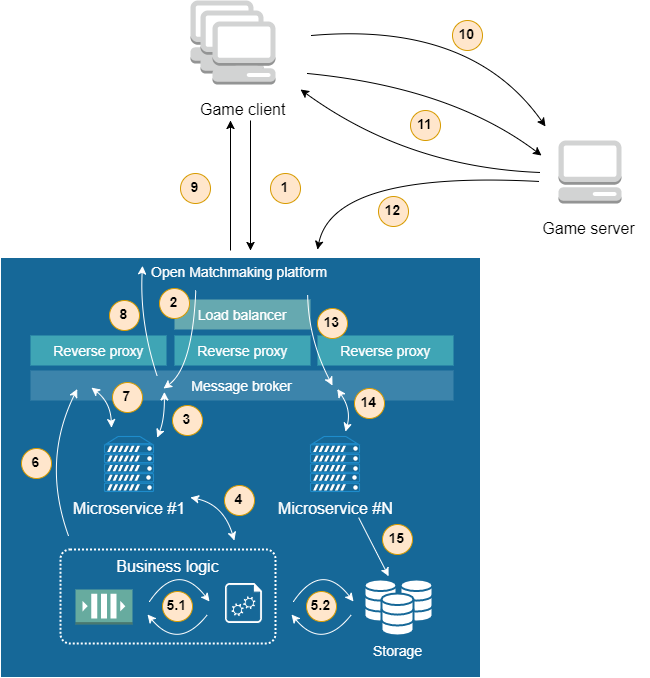 10
Game client
11
9
1
12
Game server
Open Matchmaking platform
8
2
Load balancer
13
Reverse proxy
Reverse proxy
Reverse proxy
Message broker
7
14
3
6
Microservice #1
Microservice #N
4
15
Business logic
5.1
5.2
Storage